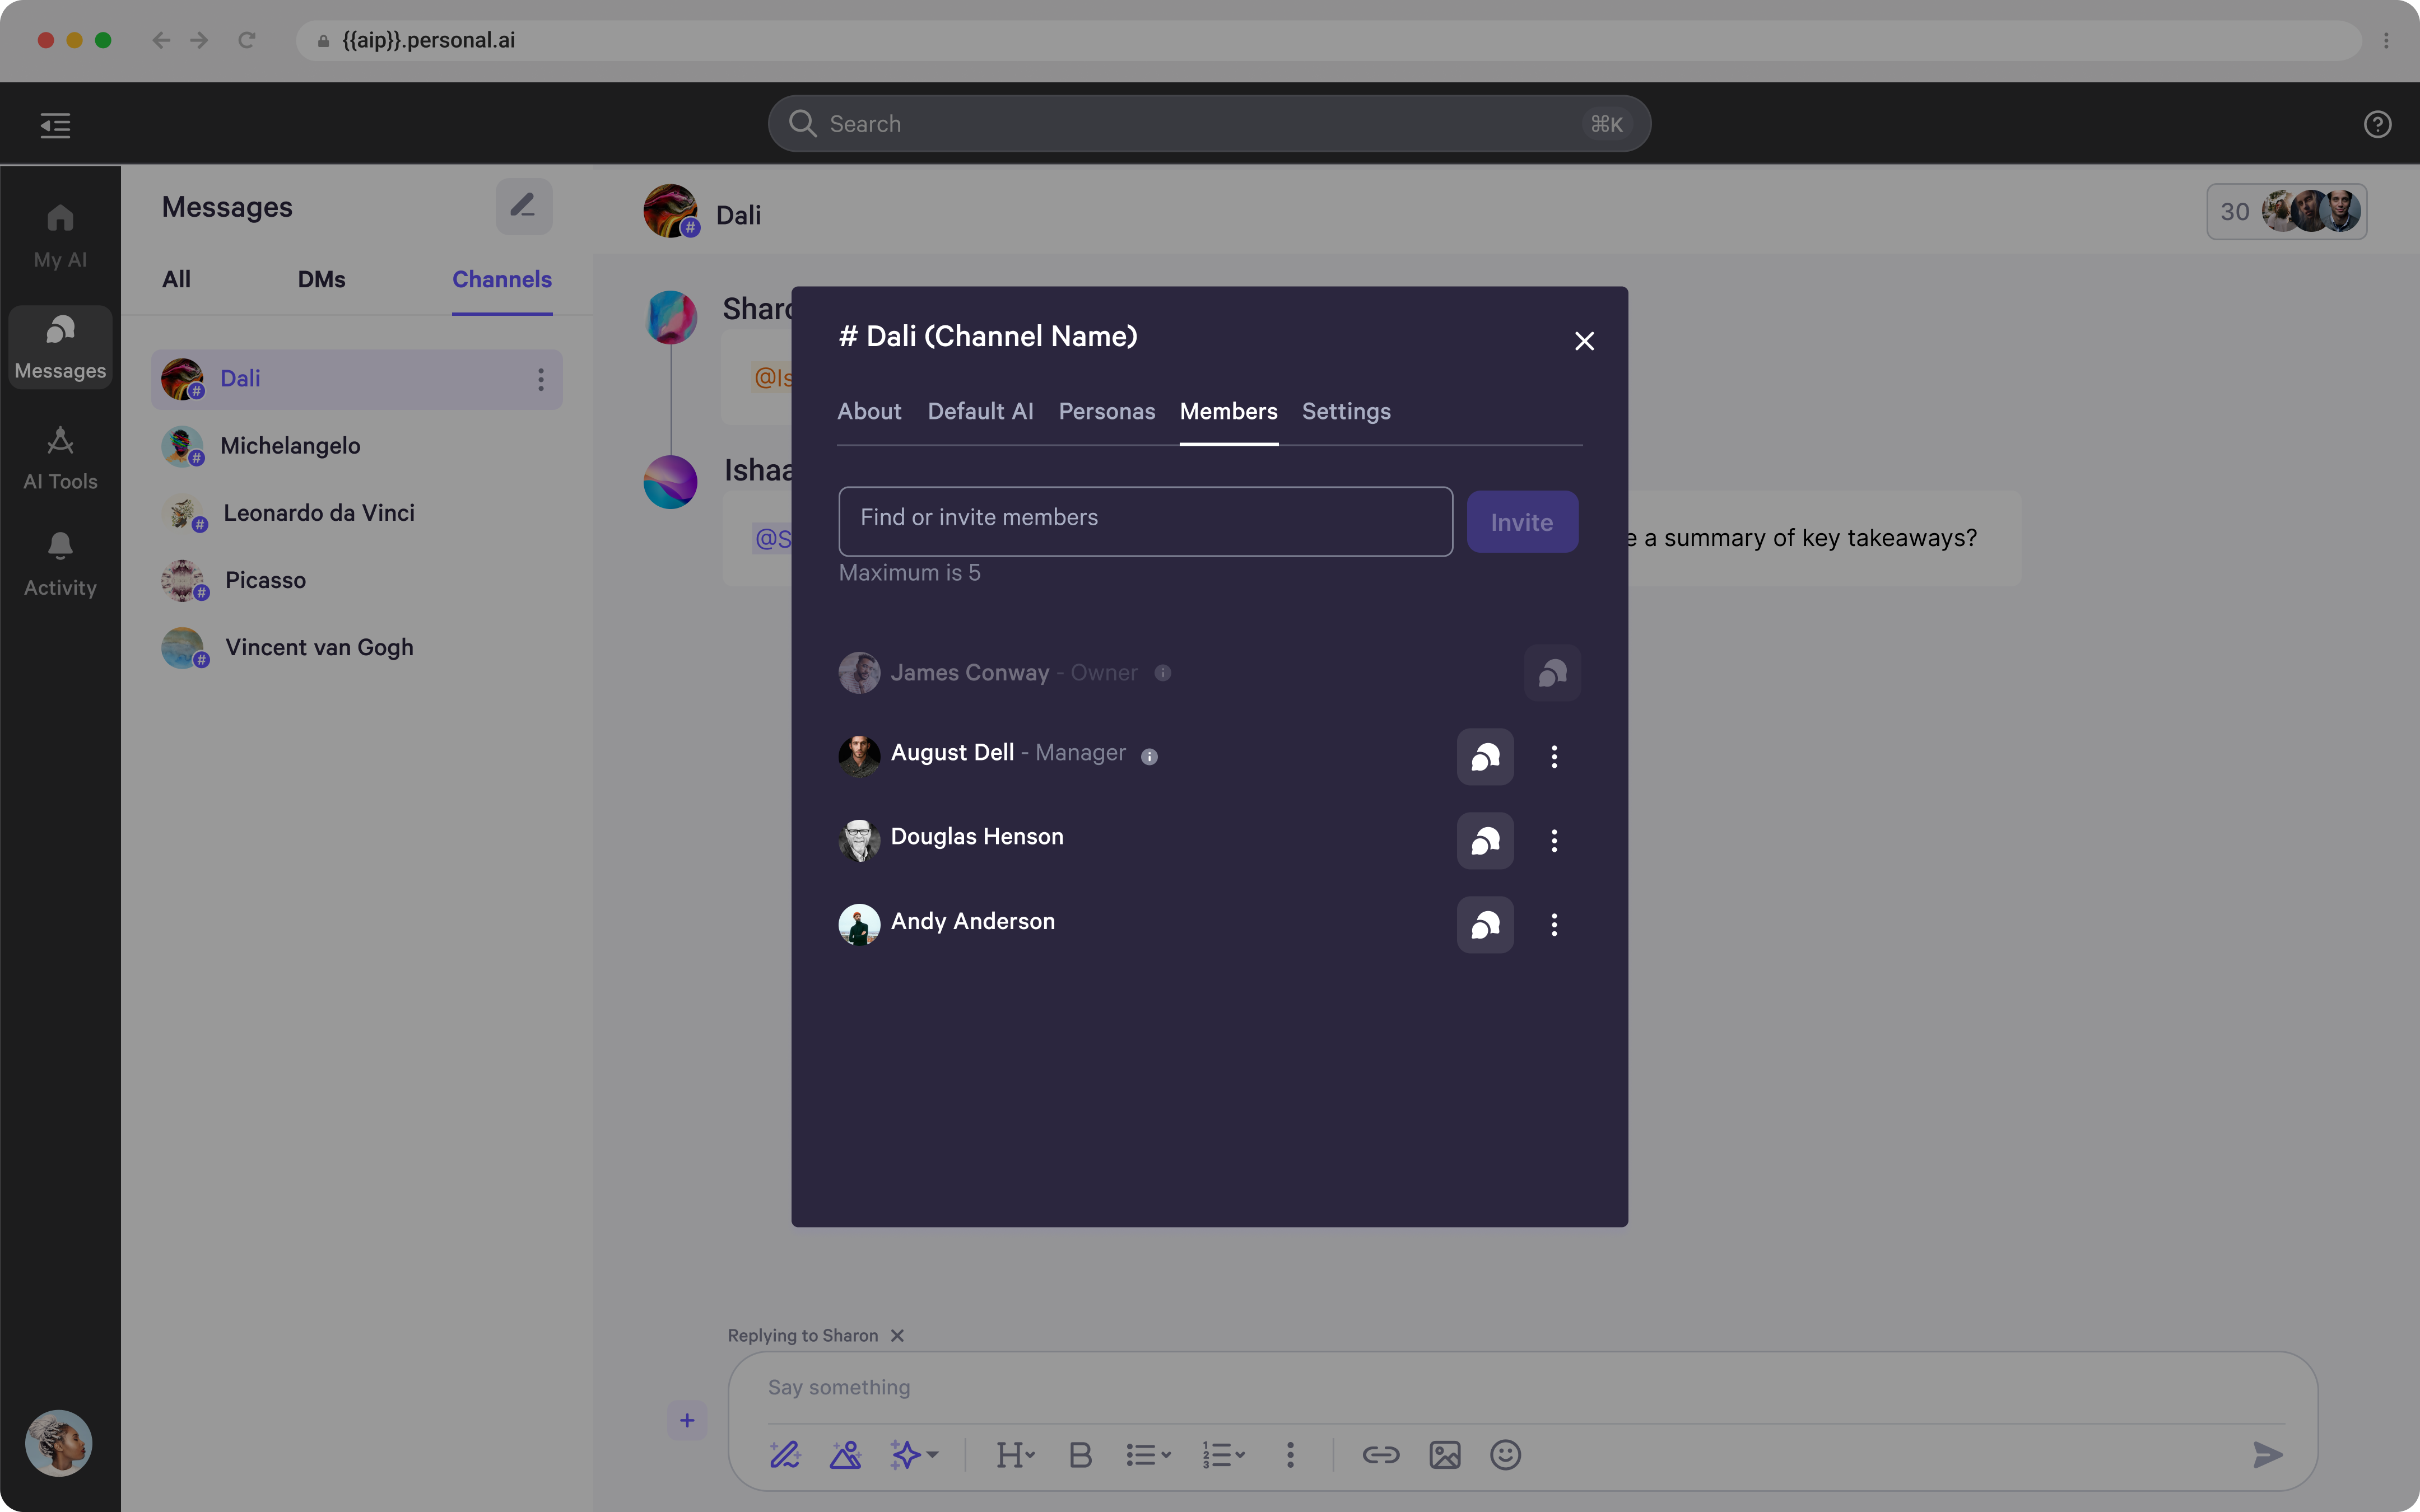 {{aip}}.personal.ai
Search
⌘K
My AI
Messages
AI Tools
Activity
Messages
All DMs Channels
Dali
Michelangelo
Leonardo da Vinci
Picasso
Vincent van Gogh
Dali
30
# Dali (Channel Name)
About Default AI Personas Members Settings
Find or invite members
Invite
Maximum is 5
James Conway - Owner
August Dell - Manager
Douglas Henson
Andy Anderson
a summary of key takeaways?
Replying to Sharon
Say something